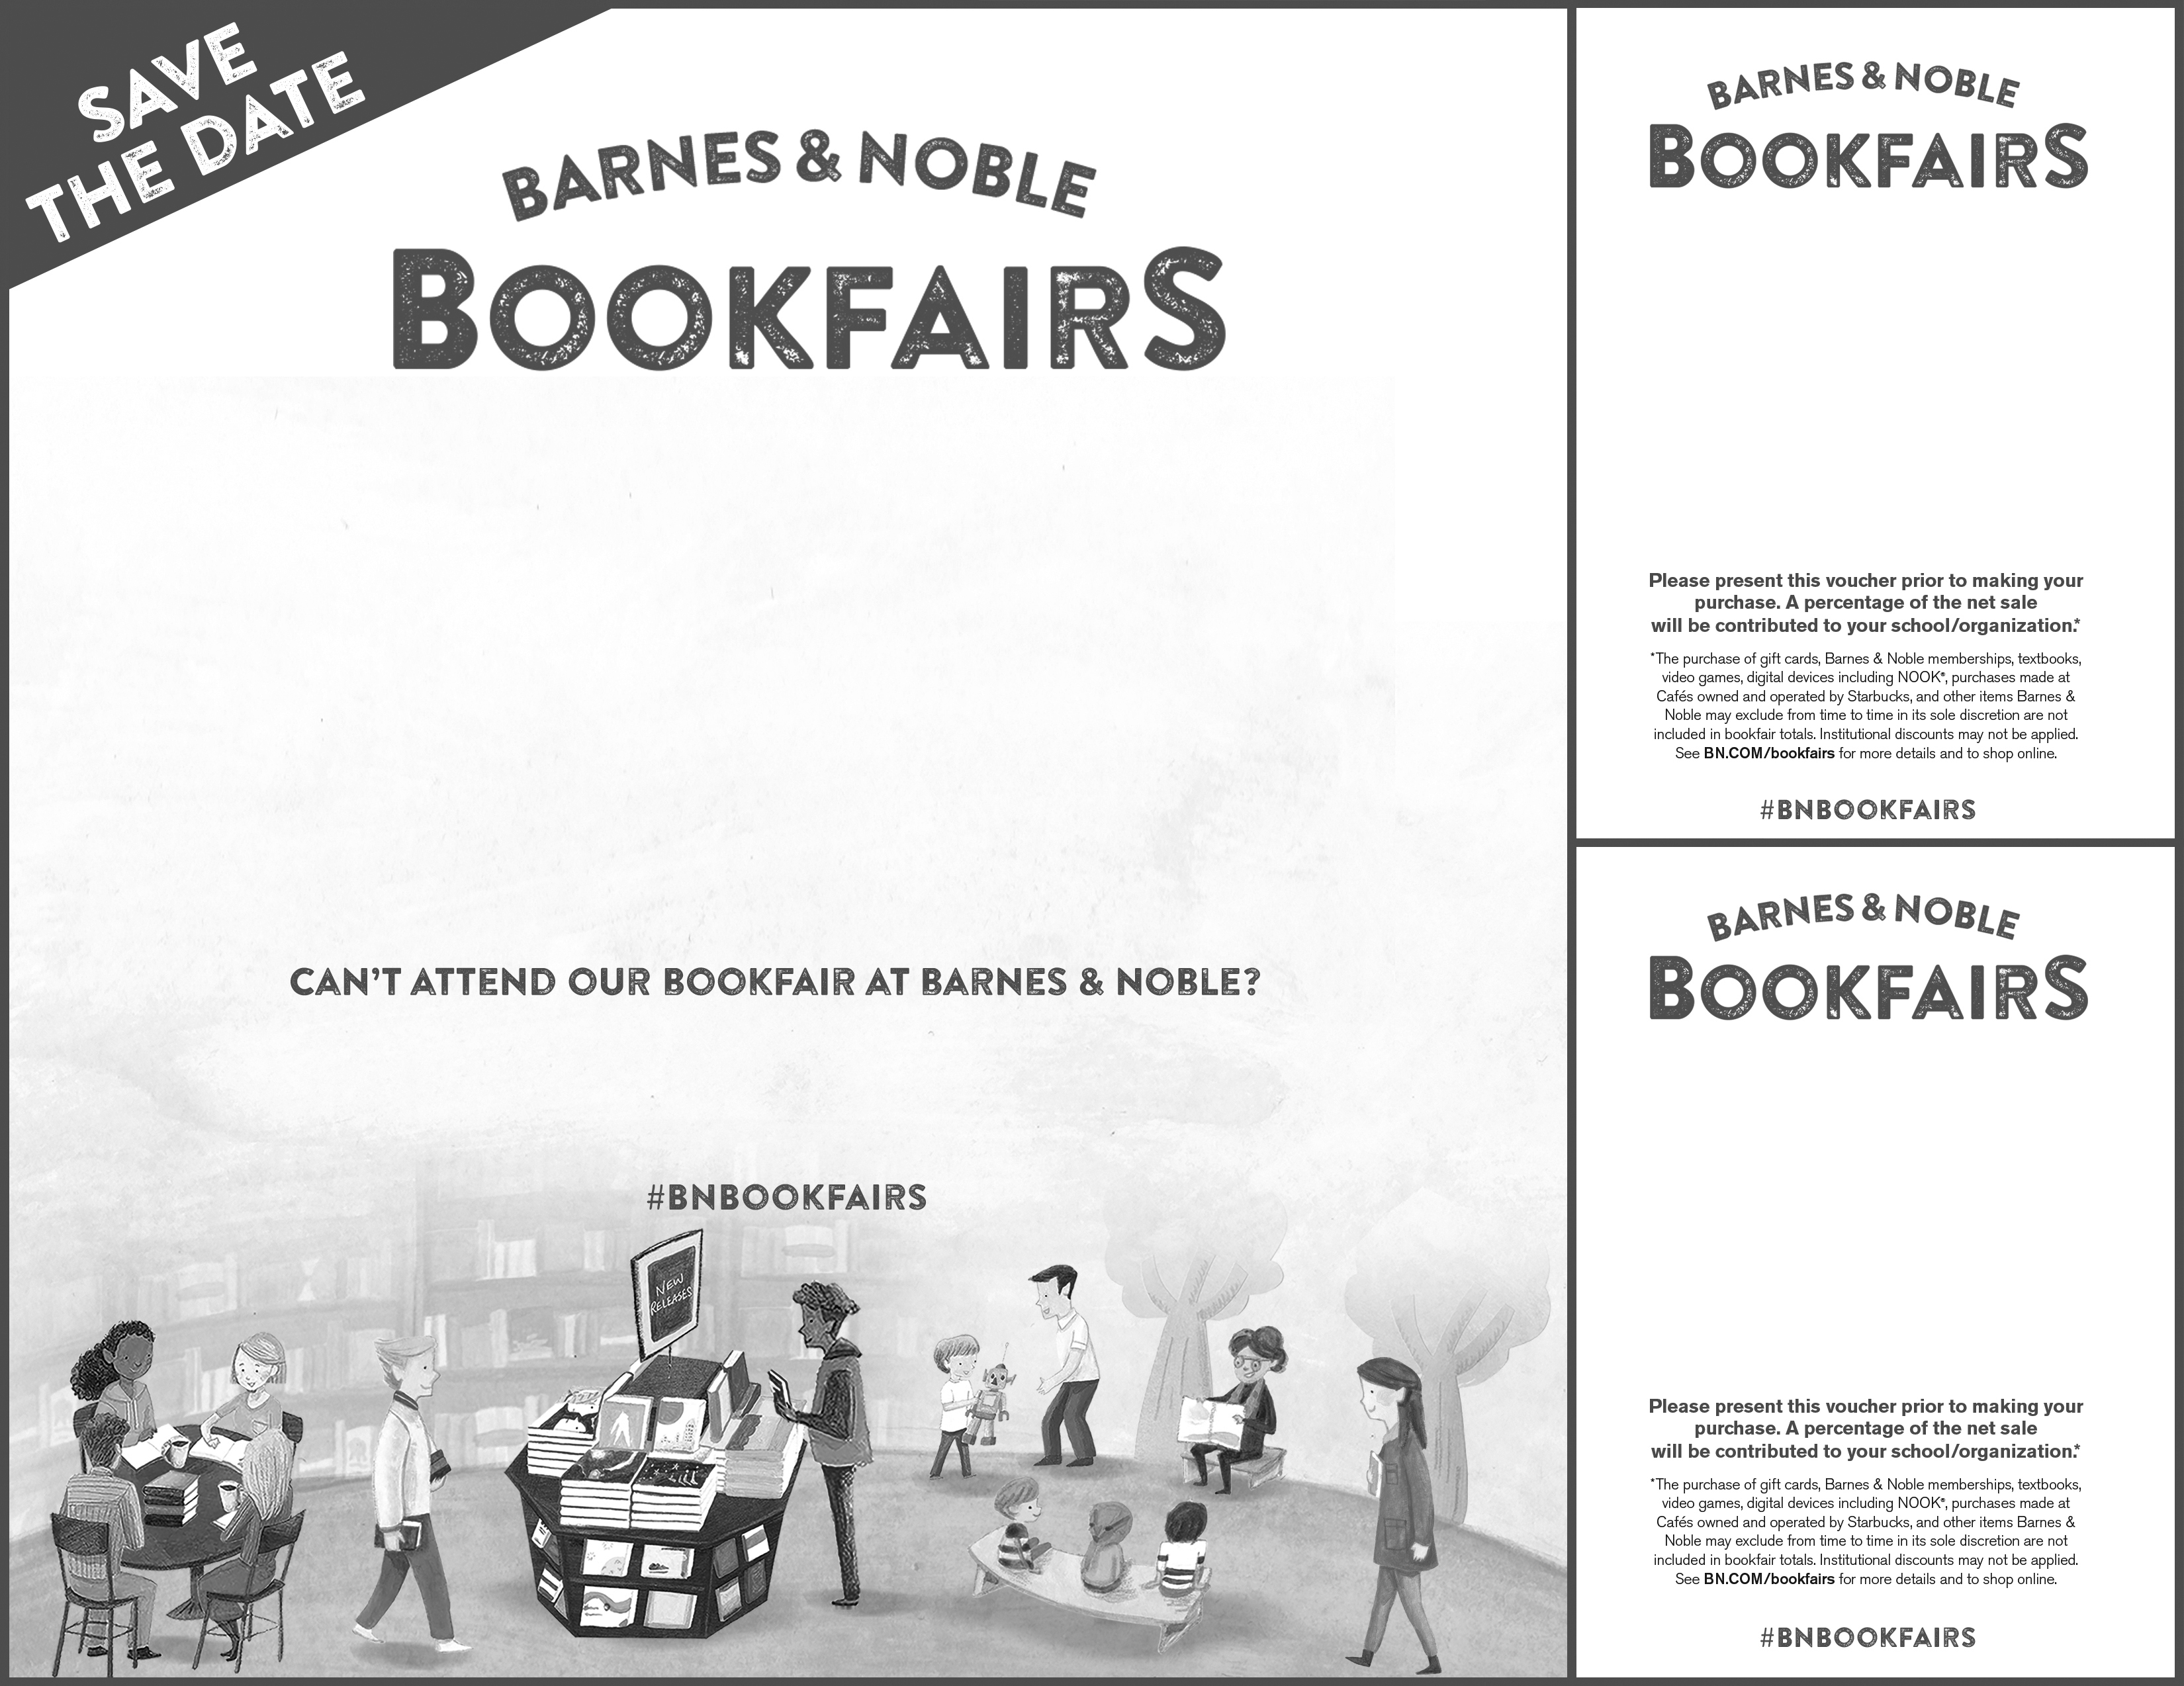 SAVE
THE DATE
BARNES & NOBLE
BOOKFAIRS
CAN'T ATTEND OUR BOOKFAIR AT BARNES & NOBLE?
#BNBOOKFAIRS
NEW
RELEASES
BARNES & NOBLE
BOOKFAIRS
Please present this voucher prior to making your
purchase. A percentage of the net sale
will be contributed to your school/organization.*
*The purchase of gift cards, Barnes & Noble memberships, textbooks,
video games, digital devices including NOOK®, purchases made at
Cafés owned and operated by Starbucks, and other items Barnes &
Noble may exclude from time to time in its sole discretion are not
included in bookfair totals. Institutional discounts may not be applied.
See BN.COM/bookfairs for more details and to shop online.
#BNBOOKFAIRS
BARNES & NOBLE
BOOKFAIRS
Please present this voucher prior to making your
purchase. A percentage of the net sale
will be contributed to your school/organization.*
*The purchase of gift cards, Barnes & Noble memberships, textbooks,
video games, digital devices including NOOK®, purchases made at
Cafés owned and operated by Starbucks, and other items Barnes &
Noble may exclude from time to time in its sole discretion are not
included in bookfair totals. Institutional discounts may not be applied.
See BN.COM/bookfairs for more details and to shop online.
#BNBOOKFAIRS